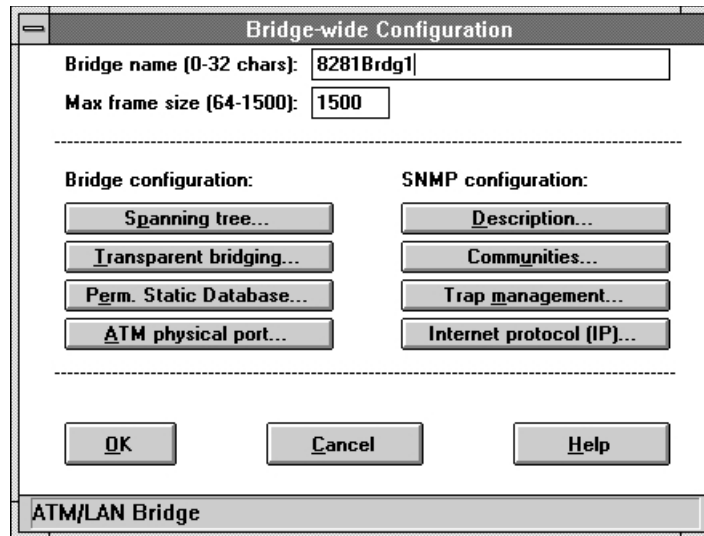 Bridge-wide Configuration
Bridge name (0-32 chars): 8281Brdg1
Max frame size (64-1500): 1500
Bridge configuration: SNMP configuration:
Spanning tree... Description...
Transparent bridging... Communities...
Perm. Static Database... Trap management...
ATM physical port... Internet protocol (IP)...
OK Cancel Help
ATM/LAN Bridge